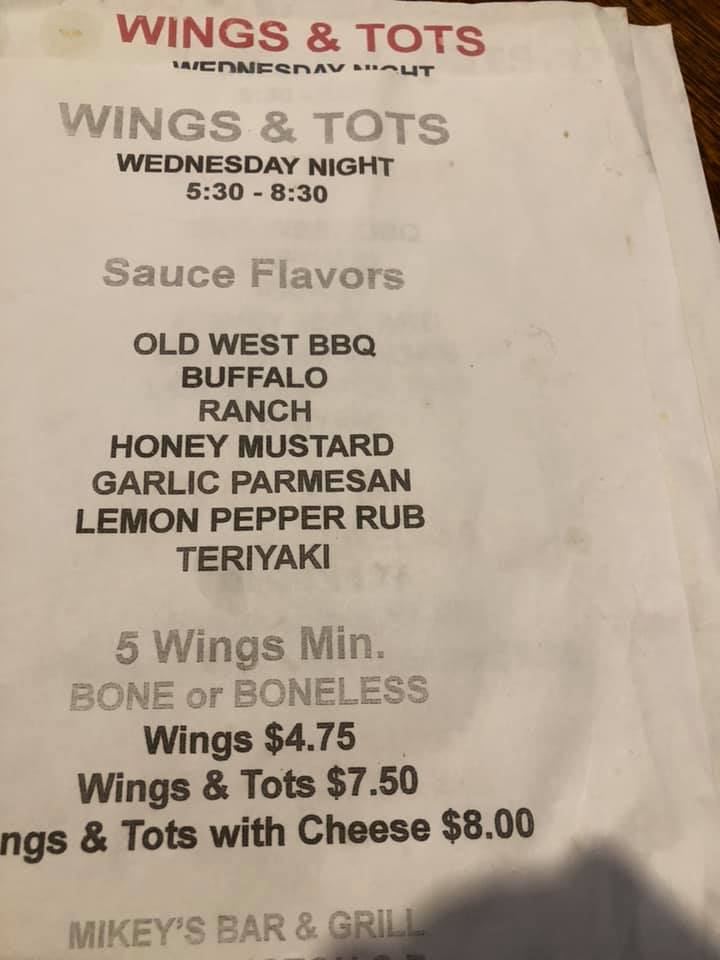 WINGS & TOTS
WEDNESDAY NIGHT
WINGS & TOTS
WEDNESDAY NIGHT
5:30 - 8:30
Sauce Flavors
OLD WEST BBQ
BUFFALO
RANCH
HONEY MUSTARD
GARLIC PARMESAN
LEMON PEPPER RUB
TERIYAKI
5 Wings Min.
BONE or BONELESS
Wings $4.75
Wings & Tots $7.50
ngs & Tots with Cheese $8.00
MIKEY'S BAR & GRILL